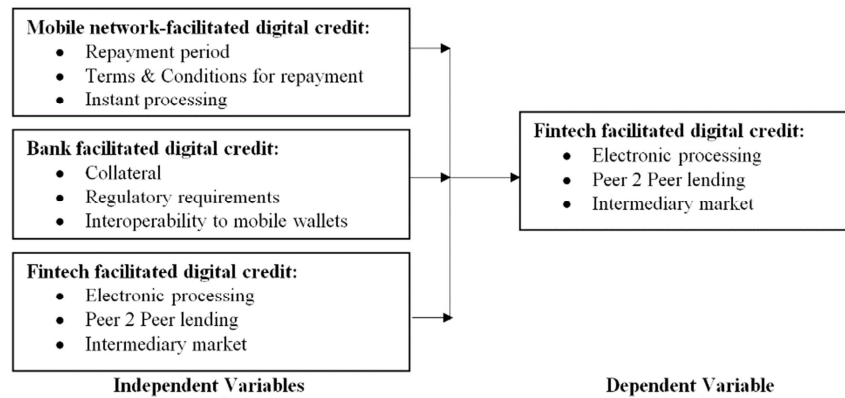 Mobile network-facilitated digital credit:
• Repayment period
• Terms & Conditions for repayment
• Instant processing
Bank facilitated digital credit:
• Collateral
• Regulatory requirements
• Interoperability to mobile wallets
Fintech facilitated digital credit:
• Electronic processing
• Peer 2 Peer lending
• Intermediary market
Independent Variables
Fintech facilitated digital credit:
• Electronic processing
• Peer 2 Peer lending
• Intermediary market
Dependent Variable